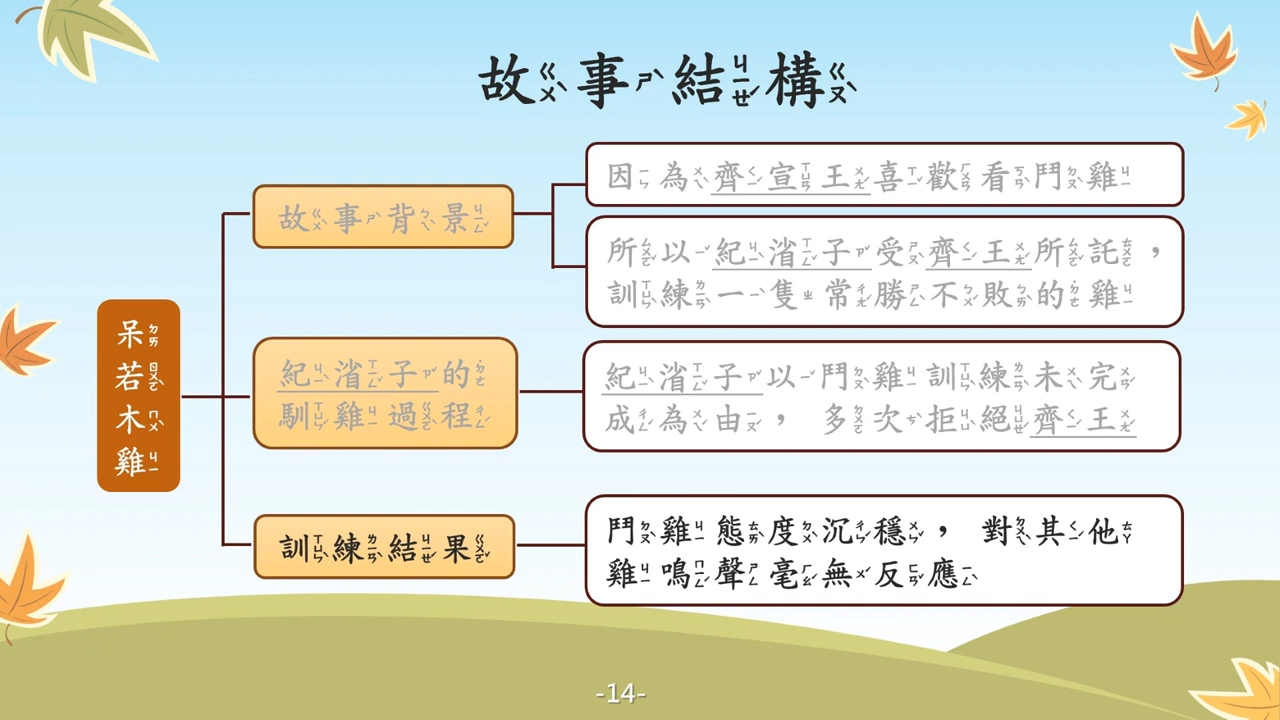 故事結構
呆若木雞
故事背景
因為齊宣王喜歡看鬥雞
所以紀渻子受齊王所託，
訓練一隻常勝不敗的雞
紀渻子的
馴雞過程
紀渻子以鬥雞訓練未完
成為由，多次拒絕齊王
訓練結果
鬥雞態度沉穩，對其他
雞鳴聲毫無反應
-14-